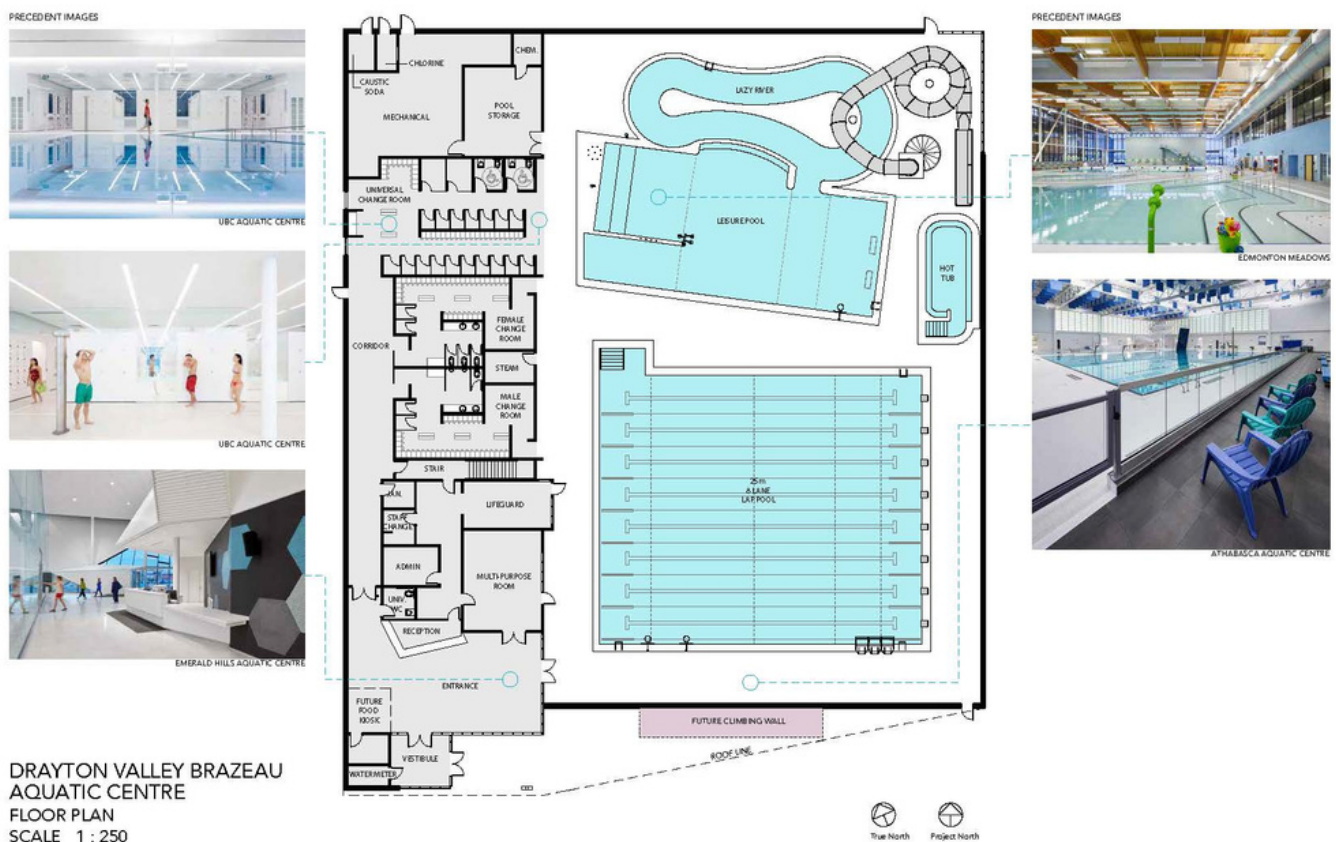 PRECEDENT IMAGES
UBC AQUATIC CENTRE
UBC AQUATIC CENTRE
EMERALD HILLS AQUATIC CENTRE
DRAYTON VALLEY BRAZEAU
AQUATIC CENTRE
FLOOR PLAN
SCALE 1 : 250
CHEM.
CHLORINE
CAUSTIC
SODA
MECHANICAL
POOL
STORAGE
UNIVERSAL
CHANGE ROOM
CORRIDOR
FEMALE
CHANGE
ROOM
STEAM
MALE
CHANGE
ROOM
STAIR
JAN.
LIFEGUARD
STAFF
CHANGE
ADMIN
MULTI-PURPOSE
ROOM
UNIV.
WC
RECEPTION
ENTRANCE
FUTURE
FOOD
KIOSK
VESTIBULE
WATER METER
LAZY RIVER
LEISURE POOL
HOT
TUB
25m
8 LANE
LAP POOL
FUTURE CLIMBING WALL
ROOF LINE
True North
Project North
PRECEDENT IMAGES
EDMONTON MEADOWS
ATHABASCA AQUATIC CENTRE